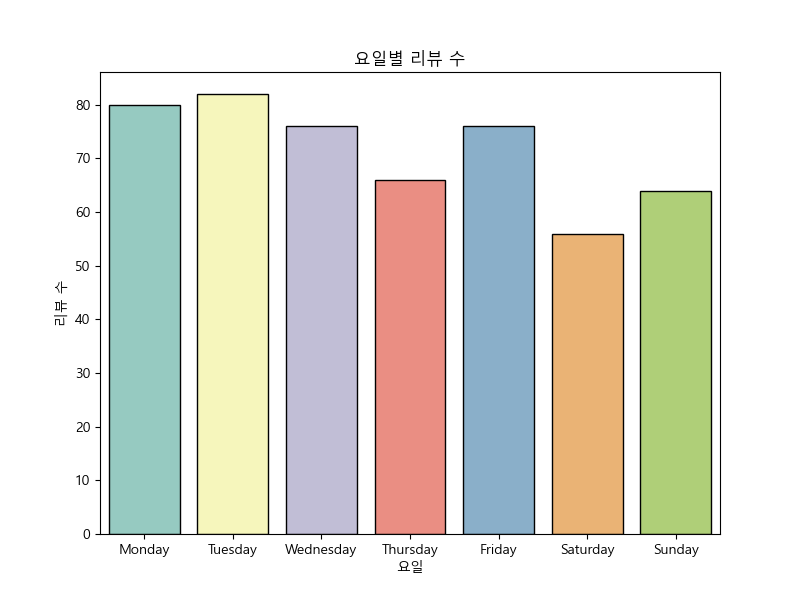 요일별 리뷰 수
80
70
60
50
40
30
20
10
0
리뷰 수
Monday Tuesday Wednesday Thursday Friday Saturday Sunday
요일